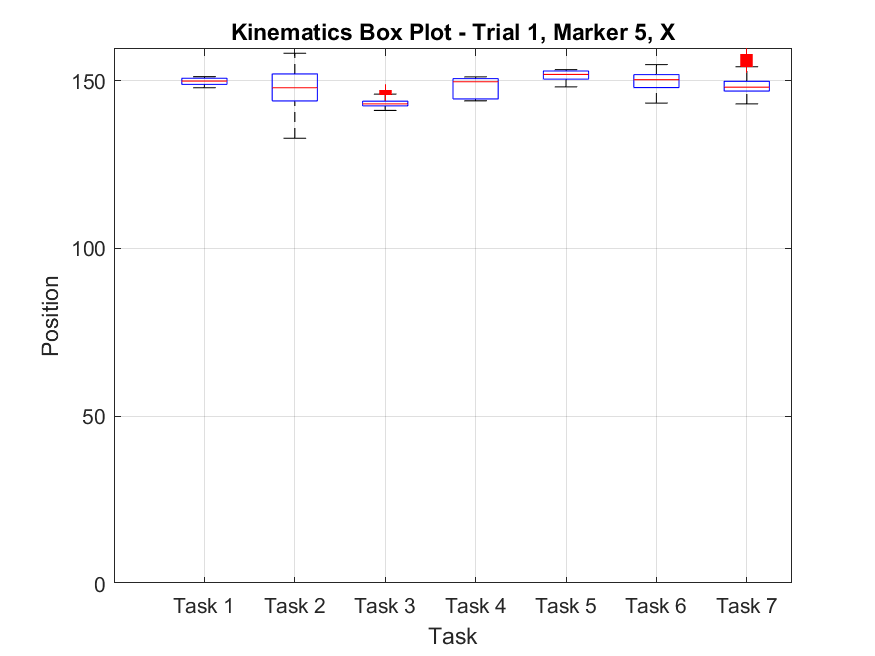 Kinematics Box Plot - Trial 1, Marker 5, X
150
100
50
0
Position
Task 1 Task 2 Task 3 Task 4 Task 5 Task 6 Task 7
Task